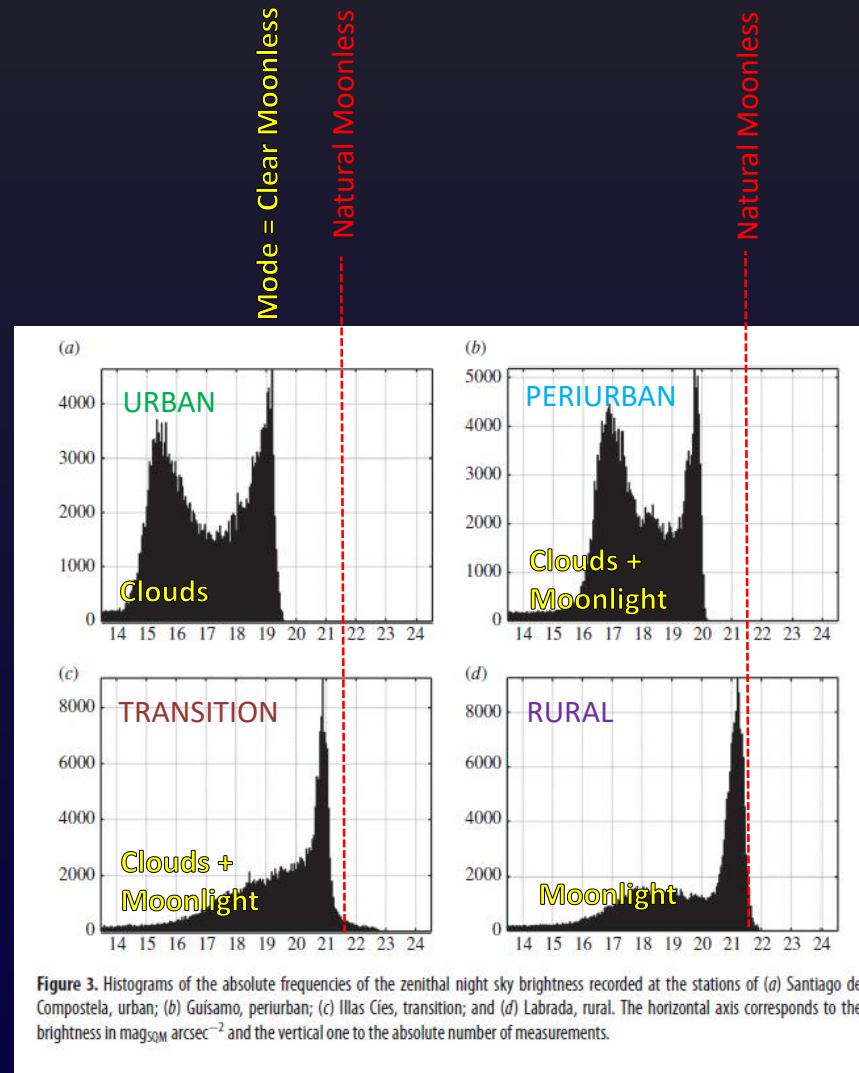 Mode = Clear Moonless
Natural Moonless
Natural Moonless
(a)
URBAN
4000
3000
2000
1000
0
Clouds
14 15 16 17 18 19 20 21 22 23 24
(b)
PERIURBAN
5000
4000
3000
2000
1000
0
Clouds +
Moonlight
14 15 16 17 18 19 20 21 22 23 24
(c)
TRANSITION
8000
6000
4000
2000
0
Clouds +
Moonlight
14 15 16 17 18 19 20 21 22 23 24
(d)
RURAL
8000
6000
4000
2000
0
Moonlight
14 15 16 17 18 19 20 21 22 23 24
Figure 3. Histograms of the absolute frequencies of the zenithal night sky brightness recorded at the stations of (a) Santiago de
Compostela, urban; (b) Guísamo, periurban; (c) Illas Cíes, transition; and (d) Labrada, rural. The horizontal axis corresponds to the
brightness in magSQM arcsec−2 and the vertical one to the absolute number of measurements.